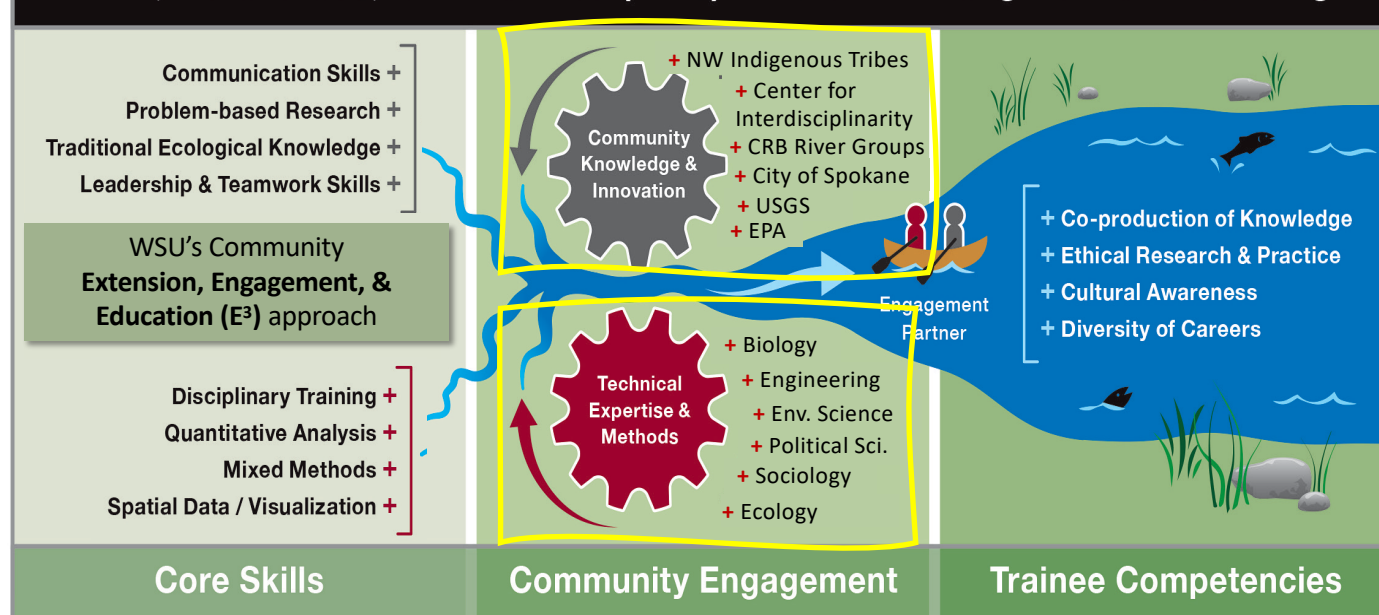 Communication Skills +
Problem-based Research +
Traditional Ecological Knowledge +
Leadership & Teamwork Skills +
WSU's Community
Extension, Engagement, &
Education (E³) approach
Disciplinary Training +
Quantitative Analysis +
Mixed Methods +
Spatial Data / Visualization +
Core Skills
Community
Knowledge &
Innovation
+ NW Indigenous Tribes
+ Center for
Interdisciplinarity
+ CRB River Groups
+ City of Spokane
+ USGS
+ EPA
Engagement
Partner
Technical
Expertise &
Methods
+ Biology
+ Engineering
+ Env. Science
+ Political Sci.
+ Sociology
+ Ecology
Community Engagement
+ Co-production of Knowledge
+ Ethical Research & Practice
+ Cultural Awareness
+ Diversity of Careers
Trainee Competencies